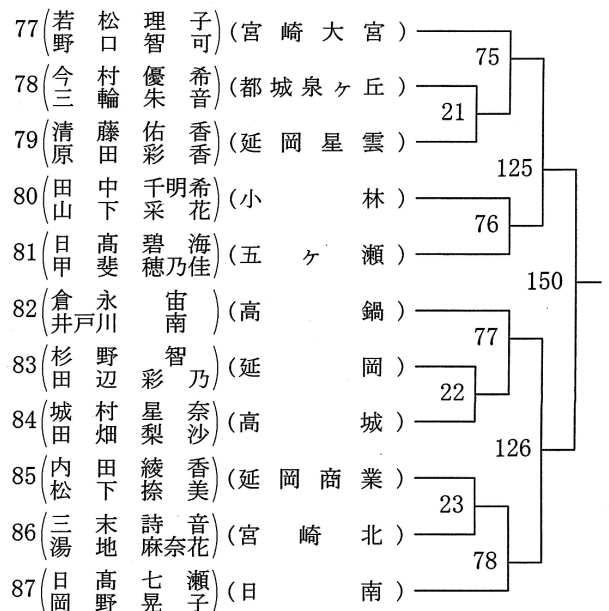 77 (若松理子 野口智可) (宮崎大宮)
78 (今村優希 三輪朱音) (都城泉ヶ丘)
79 (清藤佑香 原田彩香) (延岡星雲)
80 (田中千明希 山下采花) (小林)
81 (日髙碧海 甲斐穂乃佳) (五ヶ瀬)
82 (倉永宙 井戸川南) (高鍋)
83 (杉野智 田辺彩乃) (延岡)
84 (城村星奈 田畑梨沙) (高城)
85 (内田綾香 松下捺美) (延岡商業)
86 (三末詩音 湯地麻奈花) (宮崎北)
87 (日髙七瀬 岡野晃子) (日南)
75
21
125
76
150
77
22
126
23
78